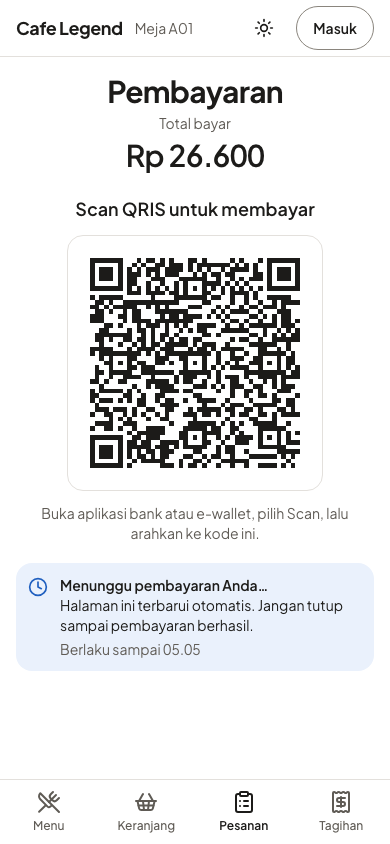 Cafe Legend Meja A01 Masuk
Pembayaran
Total bayar
Rp 26.600
Scan QRIS untuk membayar
Buka aplikasi bank atau e-wallet, pilih Scan, lalu
arahkan ke kode ini.
Menunggu pembayaran Anda…
Halaman ini terbarui otomatis. Jangan tutup
sampai pembayaran berhasil.
Berlaku sampai 05.05
Menu Keranjang Pesanan Tagihan